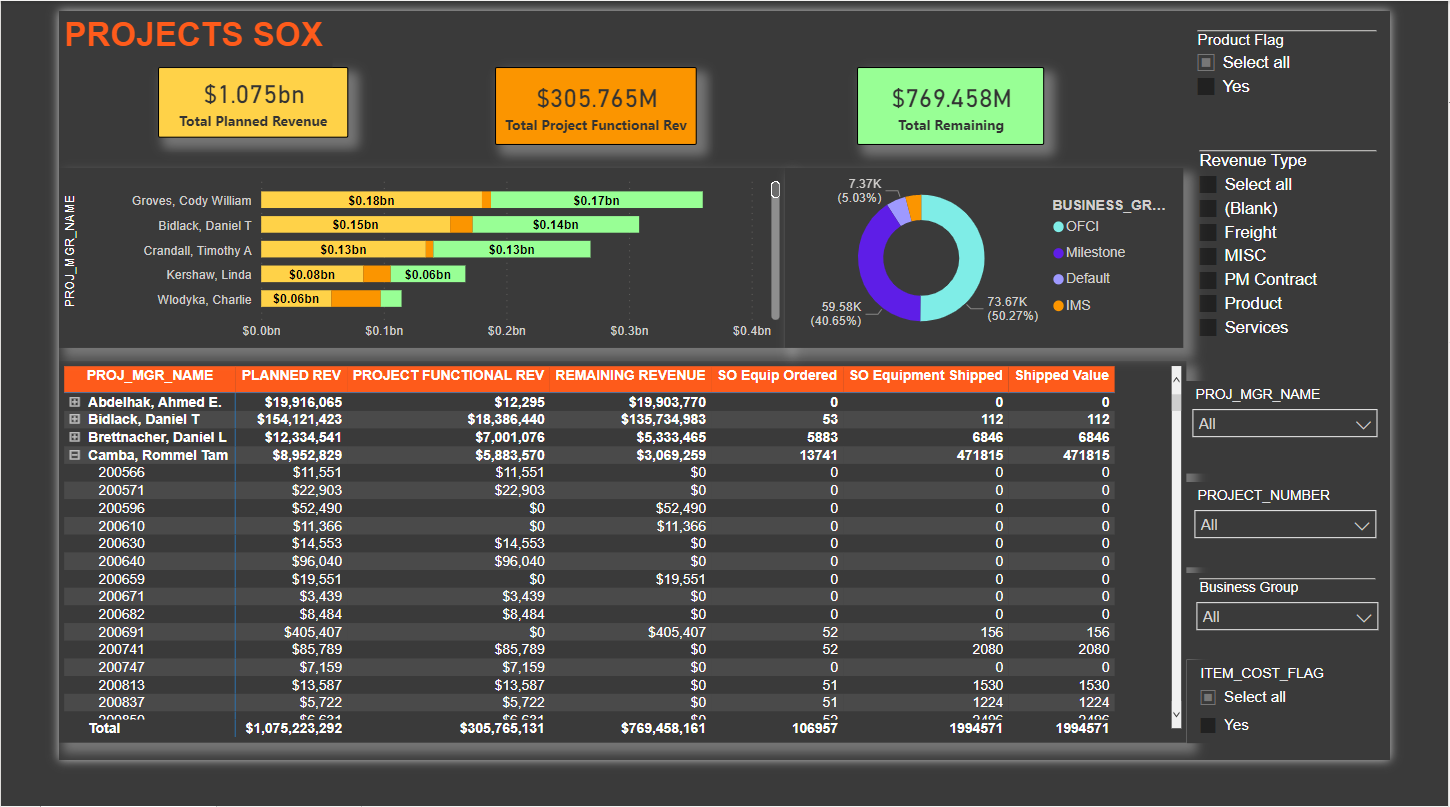 PROJECTS SOX
$1.075bn
Total Planned Revenue
$305.765M
Total Project Functional Rev
$769.458M
Total Remaining
Product Flag
Select all
Yes
Revenue Type
Select all
(Blank)
Freight
MISC
PM Contract
Product
Services
PROJ_MGR_NAME
Groves, Cody William $0.18bn $0.17bn
Bidlack, Daniel T $0.15bn $0.14bn
Crandall, Timothy A $0.13bn $0.13bn
Kershaw, Linda $0.08bn $0.06bn
Wlodyka, Charlie $0.06bn
$0.0bn $0.1bn $0.2bn $0.3bn $0.4bn
7.37K
(5.03%)
59.58K
(40.65%)
73.67K
(50.27%)
BUSINESS_GR...
OFCI
Milestone
Default
IMS
PROJ_MGR_NAME PLANNED REV PROJECT FUNCTIONAL REV REMAINING REVENUE SO Equip Ordered SO Equipment Shipped Shipped Value
Abdelhak, Ahmed E. $19,916,065 $12,295 $19,903,770 0 0 0
Bidlack, Daniel T $154,121,423 $18,386,440 $135,734,983 53 112 112
Brettnacher, Daniel L $12,334,541 $7,001,076 $5,333,465 5883 6846 6846
Camba, Rommel Tam $8,952,829 $5,883,570 $3,069,259 13741 471815 471815
200566 $11,551 $11,551 $0 0 0 0
200571 $22,903 $22,903 $0 0 0 0
200596 $52,490 $0 $52,490 0 0 0
200610 $11,366 $0 $11,366 0 0 0
200630 $14,553 $14,553 $0 0 0 0
200640 $96,040 $96,040 $0 0 0 0
200659 $19,551 $0 $19,551 0 0 0
200671 $3,439 $3,439 $0 0 0 0
200682 $8,484 $8,484 $0 0 0 0
200691 $405,407 $0 $405,407 52 156 156
200741 $85,789 $85,789 $0 52 2080 2080
200747 $7,159 $7,159 $0 0 0 0
200813 $13,587 $13,587 $0 51 1530 1530
200837 $5,722 $5,722 $0 51 1224 1224
Total $1,075,223,292 $305,765,131 $769,458,161 106957 1994571 1994571
PROJ_MGR_NAME
All
PROJECT_NUMBER
All
Business Group
All
ITEM_COST_FLAG
Select all
Yes